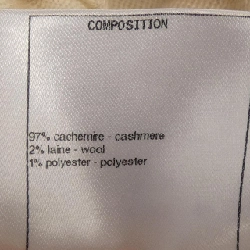 COMPOSITION
97% cachemire - cashmere
2% laine - wool
1% polyester - polyester